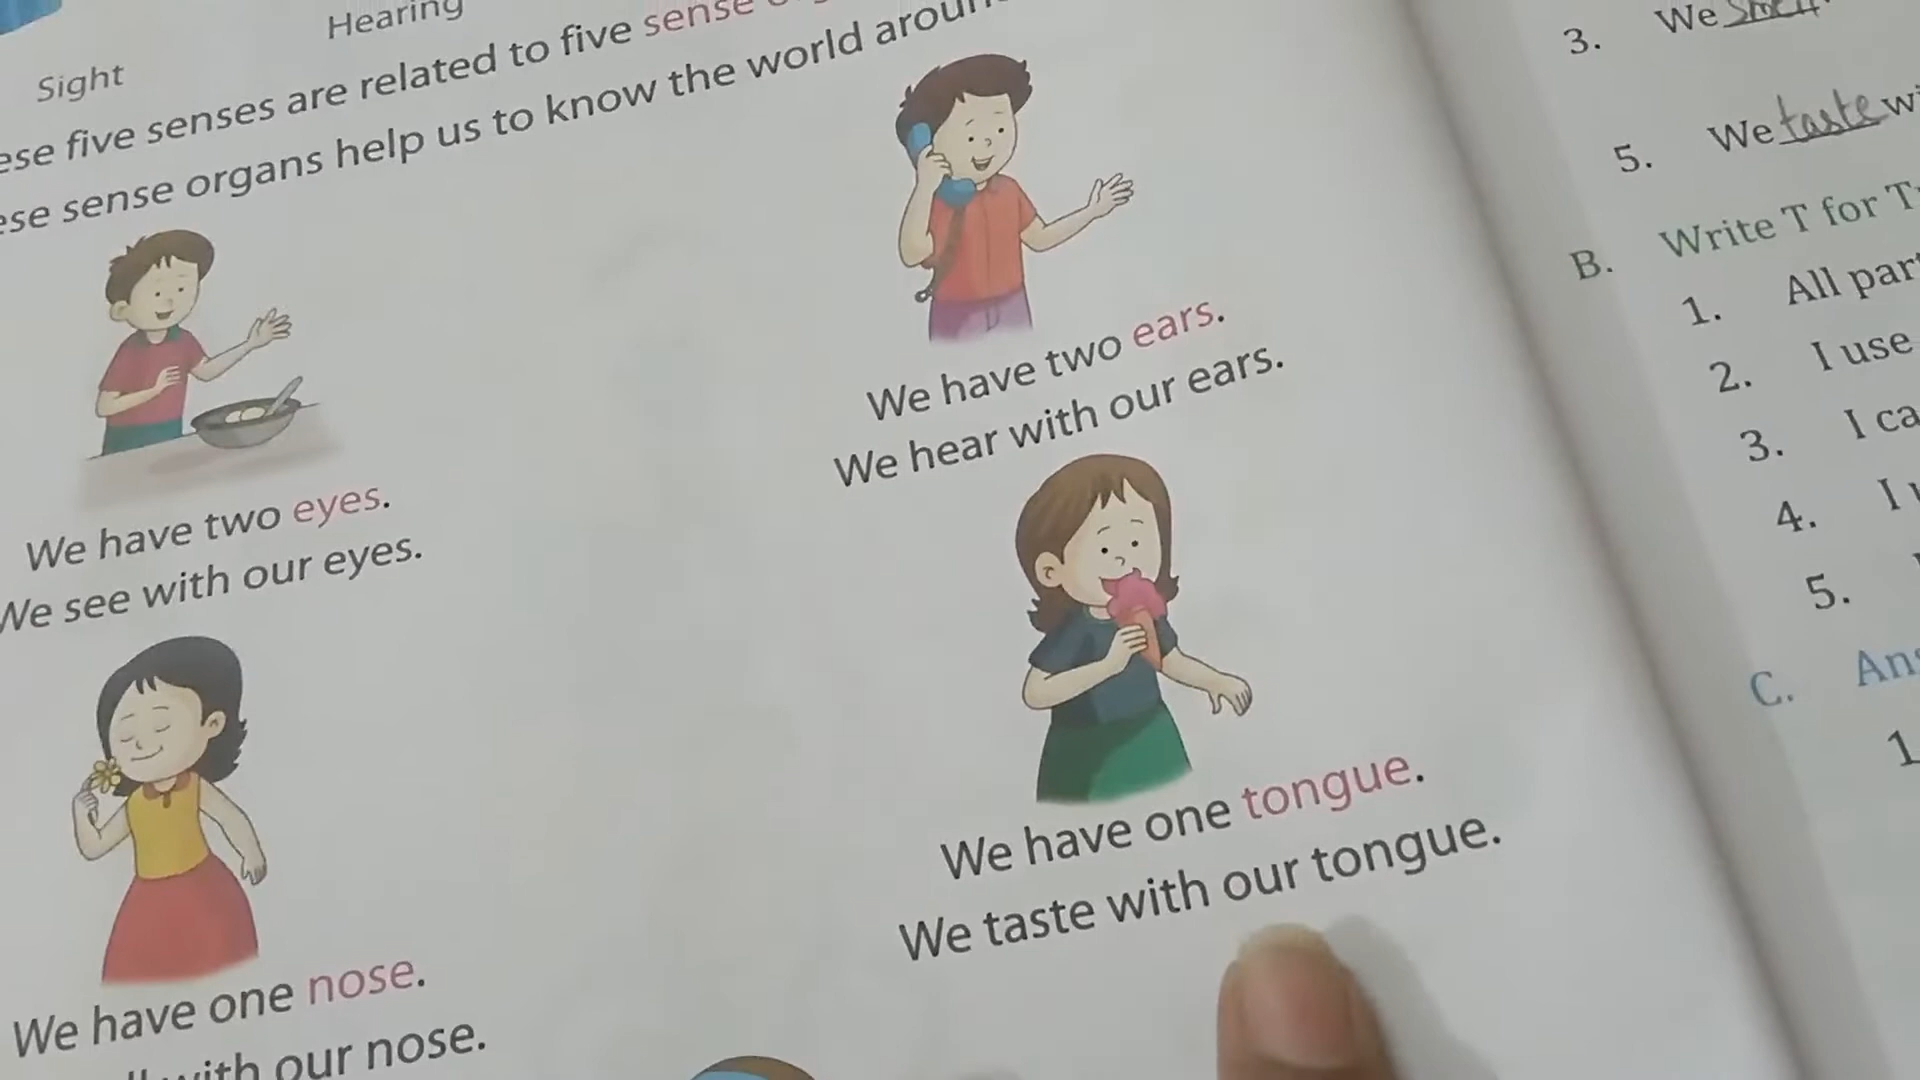 Hearing
Sight
five senses are related to five sense
sense organs help us to know the world
We have two eyes.
We see with our eyes.
We have two ears.
We hear with our ears.
We have one nose.
with our nose.
We have one tongue.
We taste with our tongue.
3. We smell
5. We taste
B. Write T for
1. All
2. I use
3. I
4. I
5.
C.
1